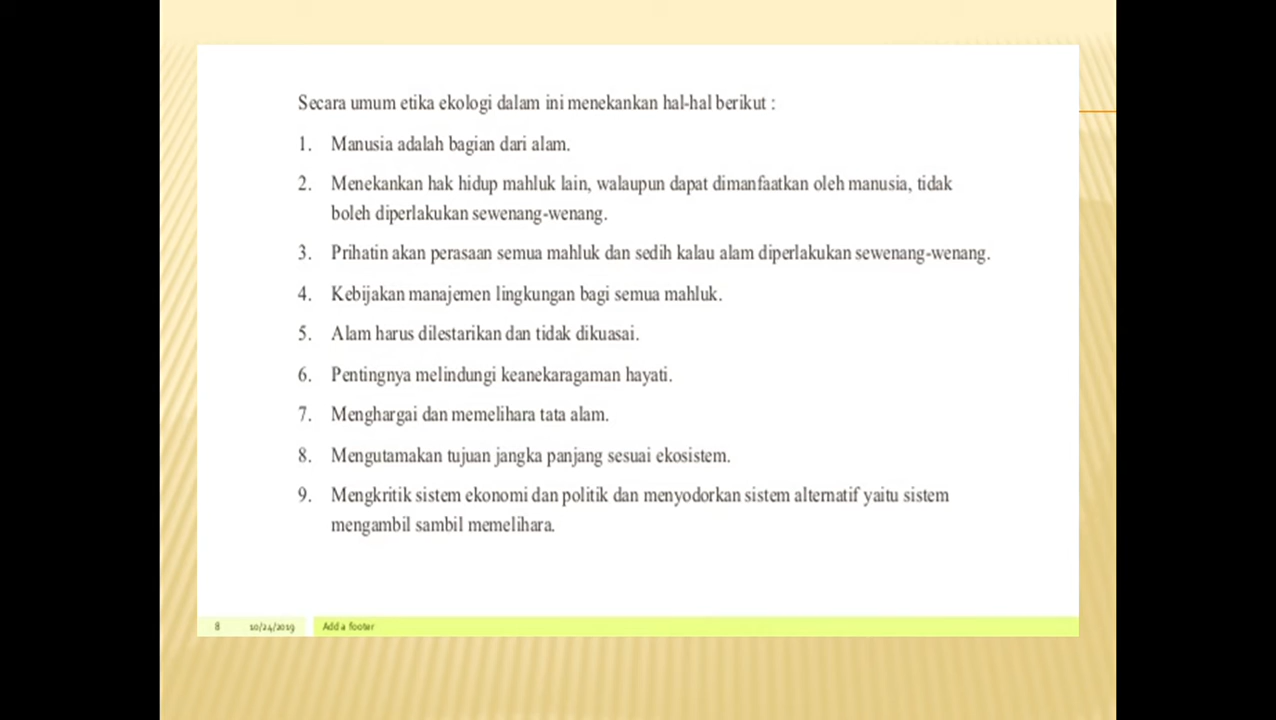 Secara umum etika ekologi dalam ini menekankan hal-hal berikut :
1. Manusia adalah bagian dari alam.
2. Menekankan hak hidup mahluk lain, walaupun dapat dimanfaatkan oleh manusia, tidak
boleh diperlakukan sewenang-wenang.
3. Prihatin akan perasaan semua mahluk dan sedih kalau alam diperlakukan sewenang-wenang.
4. Kebijakan manajemen lingkungan bagi semua mahluk.
5. Alam harus dilestarikan dan tidak dikuasai.
6. Pentingnya melindungi keanekaragaman hayati.
7. Menghargai dan memelihara tata alam.
8. Mengutamakan tujuan jangka panjang sesuai ekosistem.
9. Mengkritik sistem ekonomi dan politik dan menyodorkan sistem alternatif yaitu sistem
mengambil sambil memelihara.
8 10/24/2019 Add a footer